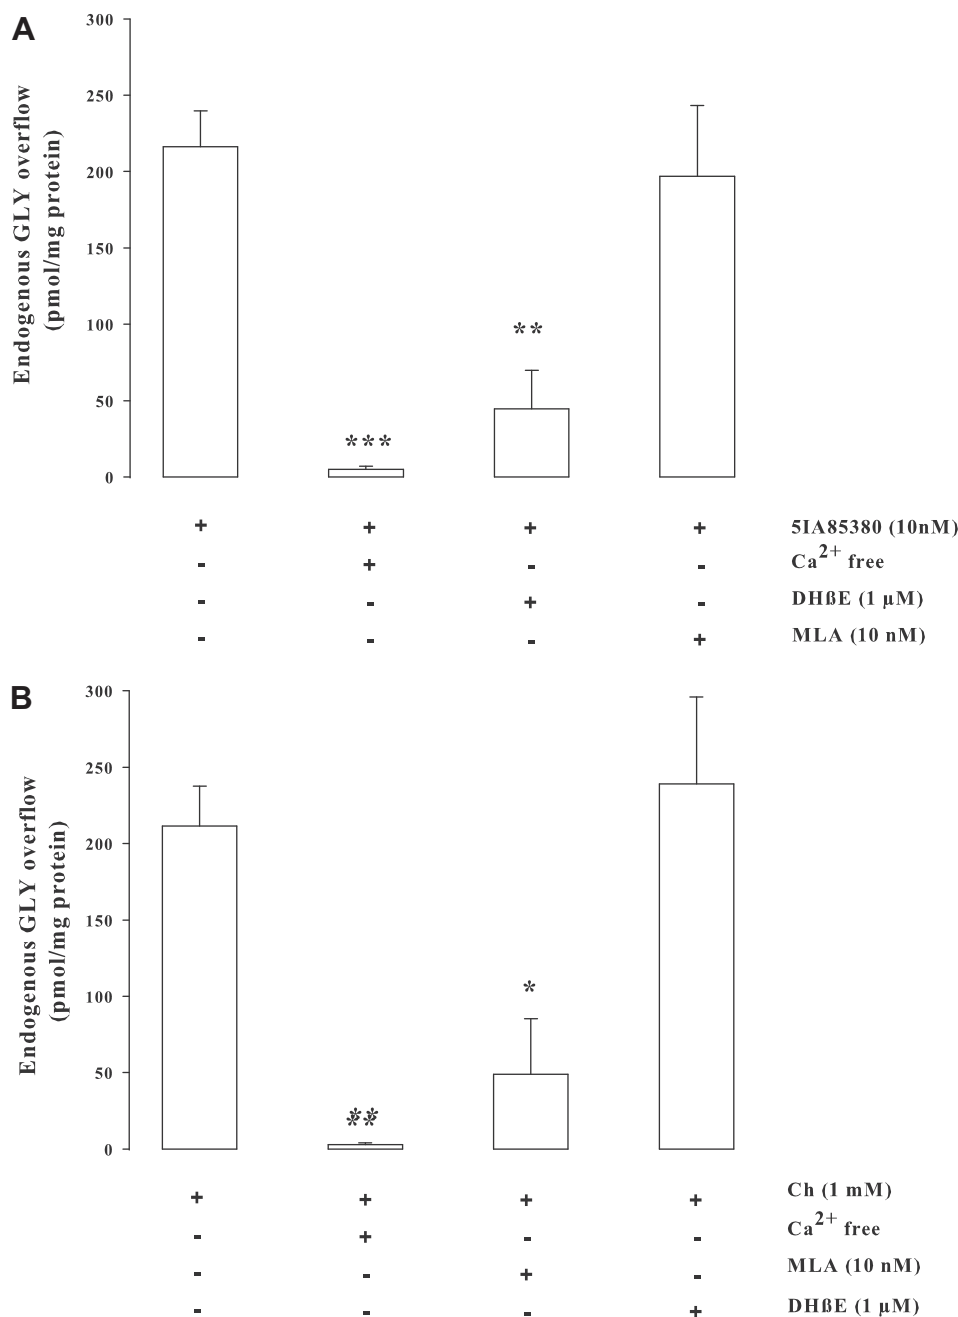 A
300
250
200
150
100
50
0
Endogenous GLY overflow
(pmol/mg protein)
***
**
+ + + + 5IA85380 (10nM)
- + - - Ca2+ free
- - + - DHßE (1 µM)
- - - + MLA (10 nM)
B
300
250
200
150
100
50
0
Endogenous GLY overflow
(pmol/mg protein)
**
**
*
+ + + + Ch (1 mM)
- + - - Ca2+ free
- - + - MLA (10 nM)
- - - + DHßE (1 µM)